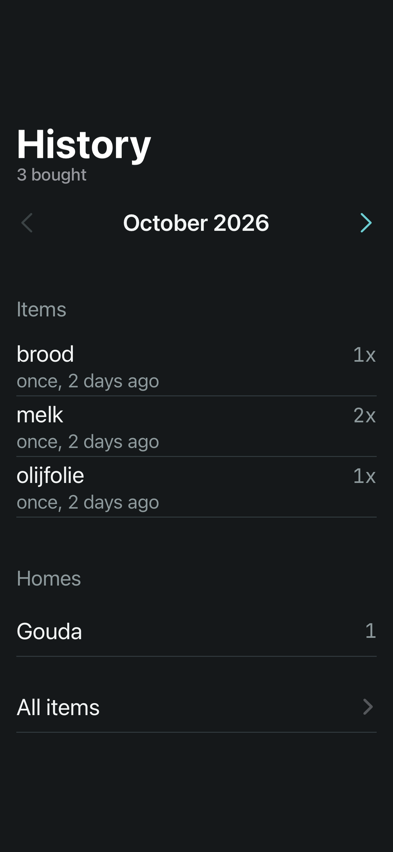 History
3 bought
October 2026
Items
brood 1x
once, 2 days ago
melk 2x
once, 2 days ago
olijfolie 1x
once, 2 days ago
Homes
Gouda 1
All items